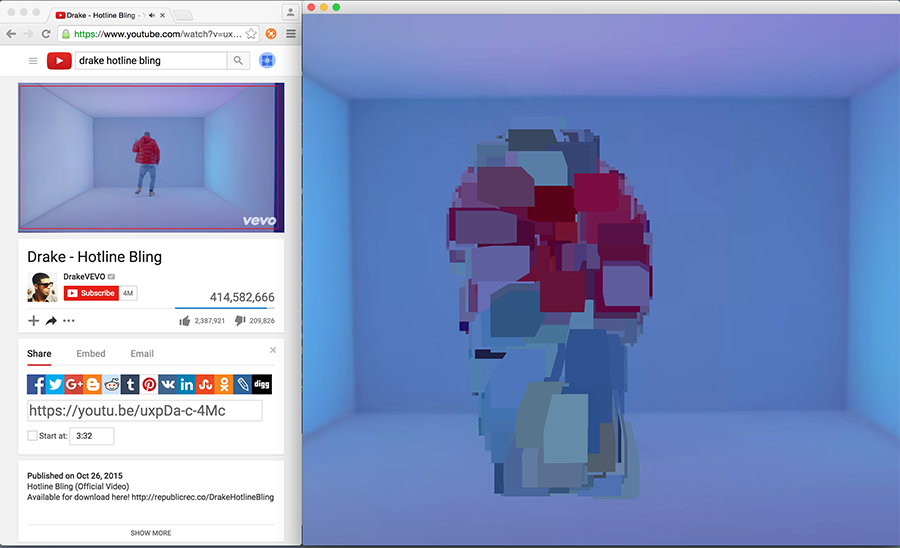 Drake - Hotline Bling -
https://www.youtube.com/watch?v=ux...
drake hotline bling
vevo
Drake - Hotline Bling
DrakeVEVO
Subscribe 4M
414,582,666
2,387,921 209,826
Share Embed Email
digg
https://youtu.be/uxpDa-c-4Mc
Start at: 3:32
Published on Oct 26, 2015
Hotline Bling (Official Video)
Available for download here! http://republicrec.co/DrakeHotlineBling
SHOW MORE